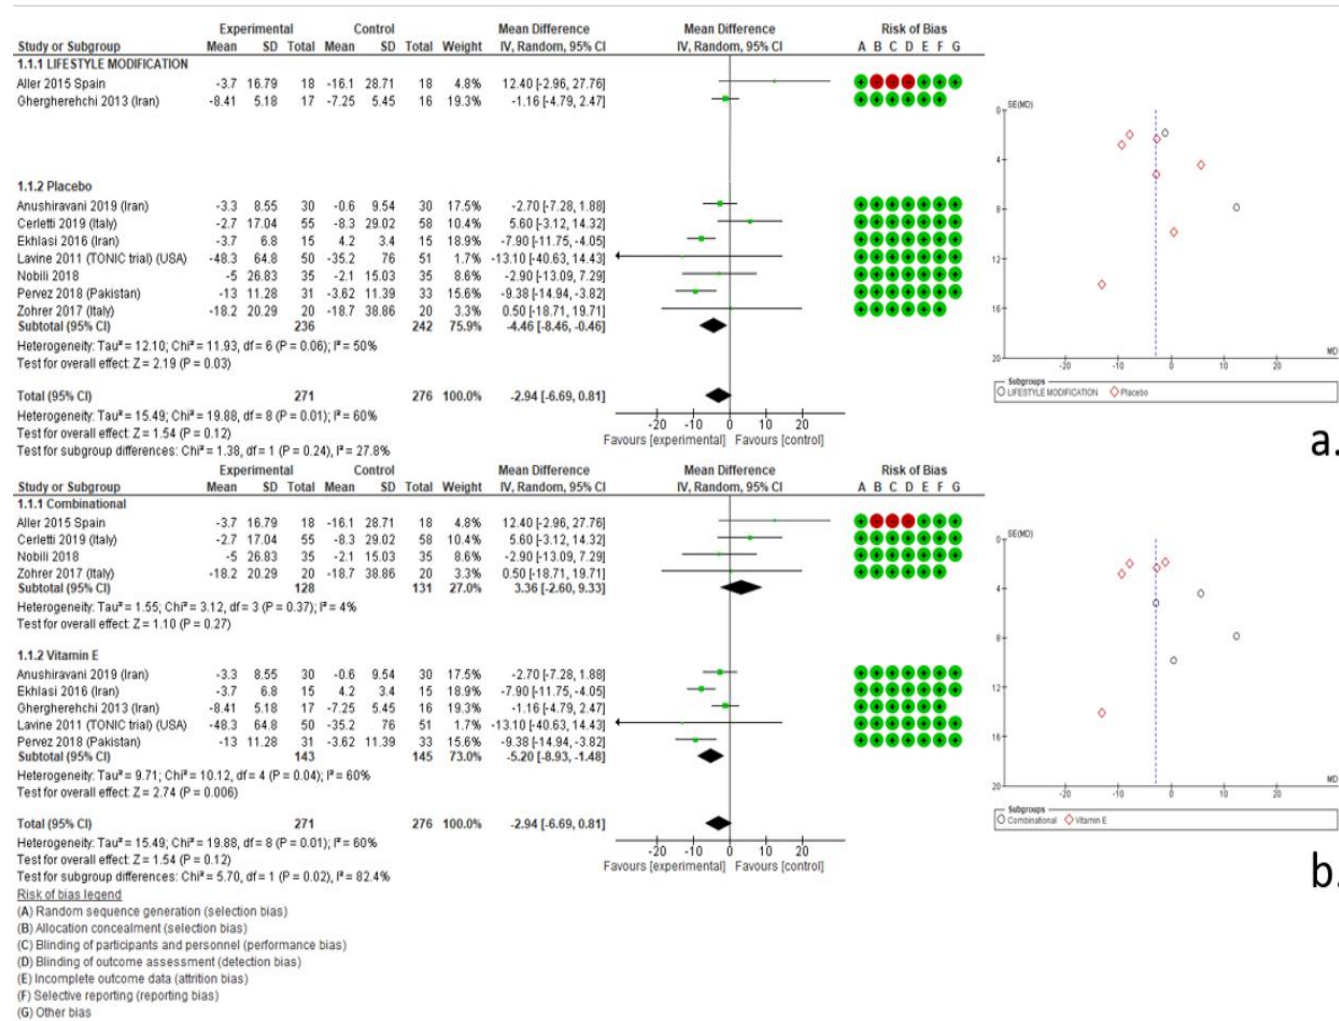 Experimental Control Mean Difference Mean Difference Risk of Bias
Study or Subgroup Mean SD Total Mean SD Total Weight IV, Random, 95% CI IV, Random, 95% CI A B C D E F G
1.1.1 LIFESTYLE MODIFICATION
Aller 2015 Spain -3.7 16.79 18 -16.1 28.71 18 4.8% 12.40 [-2.96, 27.76]
Ghergherehchi 2013 (Iran) -8.41 5.18 17 -7.25 5.45 16 19.3% -1.16 [-4.79, 2.47]
1.1.2 Placebo
Anushiravani 2019 (Iran) -3.3 8.55 30 -0.6 9.54 30 17.5% -2.70 [-7.28, 1.88]
Cerletti 2019 (Italy) -2.7 17.04 55 -8.3 29.02 58 10.4% 5.60 [-3.12, 14.32]
Ekhlasi 2016 (Iran) -3.7 6.8 15 4.2 3.4 15 18.9% -7.90 [-11.75, -4.05]
Lavine 2011 (TONIC trial) (USA) -48.3 64.8 50 -35.2 76 51 1.7% -13.10 [-40.63, 14.43]
Nobili 2018 -5 26.83 35 -2.1 15.03 35 8.6% -2.90 [-13.09, 7.29]
Pervez 2018 (Pakistan) -13 11.28 31 -3.62 11.39 33 15.6% -9.38 [-14.94, -3.82]
Zohrer 2017 (Italy) -18.2 20.29 20 -18.7 38.86 20 3.3% 0.50 [-18.71, 19.71]
Subtotal (95% CI) 236 242 75.9% -4.46 [-8.46, -0.46]
Heterogeneity: Tau² = 12.10; Chi² = 11.93, df = 6 (P = 0.06); I² = 50%
Test for overall effect: Z = 2.19 (P = 0.03)
Total (95% CI) 271 276 100.0% -2.94 [-6.69, 0.81]
Heterogeneity: Tau² = 15.49; Chi² = 19.88, df = 8 (P = 0.01); I² = 60%
Test for overall effect: Z = 1.54 (P = 0.12)
Test for subgroup differences: Chi² = 1.38, df = 1 (P = 0.24), I² = 27.8%
-20 -10 0 10 20
Favours [experimental] Favours [control]
SE(MD)
0
4
8
12
16
20
-20 -10 0 10 20
MD
Subgroups
LIFESTYLE MODIFICATION Placebo
a.
Experimental Control Mean Difference Mean Difference Risk of Bias
Study or Subgroup Mean SD Total Mean SD Total Weight IV, Random, 95% CI IV, Random, 95% CI A B C D E F G
1.1.1 Combinational
Aller 2015 Spain -3.7 16.79 18 -16.1 28.71 18 4.8% 12.40 [-2.96, 27.76]
Cerletti 2019 (Italy) -2.7 17.04 55 -8.3 29.02 58 10.4% 5.60 [-3.12, 14.32]
Nobili 2018 -5 26.83 35 -2.1 15.03 35 8.6% -2.90 [-13.09, 7.29]
Zohrer 2017 (Italy) -18.2 20.29 20 -18.7 38.86 20 3.3% 0.50 [-18.71, 19.71]
Subtotal (95% CI) 128 131 27.0% 3.36 [-2.60, 9.33]
Heterogeneity: Tau² = 1.55; Chi² = 3.12, df = 3 (P = 0.37); I² = 4%
Test for overall effect: Z = 1.10 (P = 0.27)
1.1.2 Vitamin E
Anushiravani 2019 (Iran) -3.3 8.55 30 -0.6 9.54 30 17.5% -2.70 [-7.28, 1.88]
Ekhlasi 2016 (Iran) -3.7 6.8 15 4.2 3.4 15 18.9% -7.90 [-11.75, -4.05]
Ghergherehchi 2013 (Iran) -8.41 5.18 17 -7.25 5.45 16 19.3% -1.16 [-4.79, 2.47]
Lavine 2011 (TONIC trial) (USA) -48.3 64.8 50 -35.2 76 51 1.7% -13.10 [-40.63, 14.43]
Pervez 2018 (Pakistan) -13 11.28 31 -3.62 11.39 33 15.6% -9.38 [-14.94, -3.82]
Subtotal (95% CI) 143 145 73.0% -5.20 [-8.93, -1.48]
Heterogeneity: Tau² = 9.71; Chi² = 10.12, df = 4 (P = 0.04); I² = 60%
Test for overall effect: Z = 2.74 (P = 0.006)
Total (95% CI) 271 276 100.0% -2.94 [-6.69, 0.81]
Heterogeneity: Tau² = 15.49; Chi² = 19.88, df = 8 (P = 0.01); I² = 60%
Test for overall effect: Z = 1.54 (P = 0.12)
Test for subgroup differences: Chi² = 5.70, df = 1 (P = 0.02), I² = 82.4%
-20 -10 0 10 20
Favours [experimental] Favours [control]
SE(MD)
0
4
8
12
16
20
-20 -10 0 10 20
MD
Subgroups
Combinational Vitamin E
b.
Risk of bias legend
(A) Random sequence generation (selection bias)
(B) Allocation concealment (selection bias)
(C) Blinding of participants and personnel (performance bias)
(D) Blinding of outcome assessment (detection bias)
(E) Incomplete outcome data (attrition bias)
(F) Selective reporting (reporting bias)
(G) Other bias